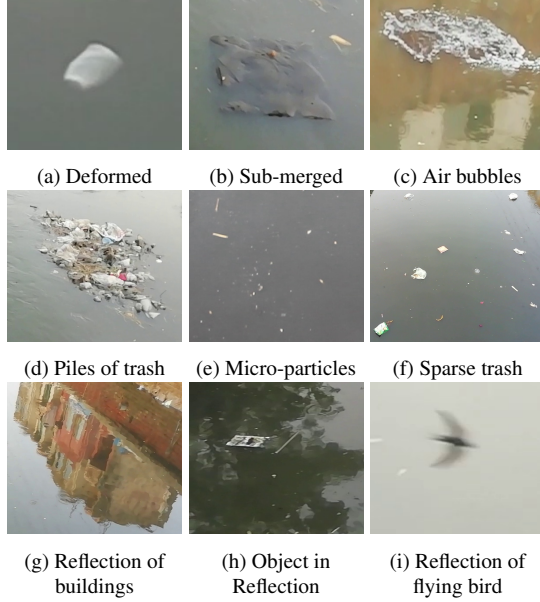 (a) Deformed
(b) Sub-merged
(c) Air bubbles
(d) Piles of trash
(e) Micro-particles
(f) Sparse trash
(g) Reflection of
buildings
(h) Object in
Reflection
(i) Reflection of
flying bird